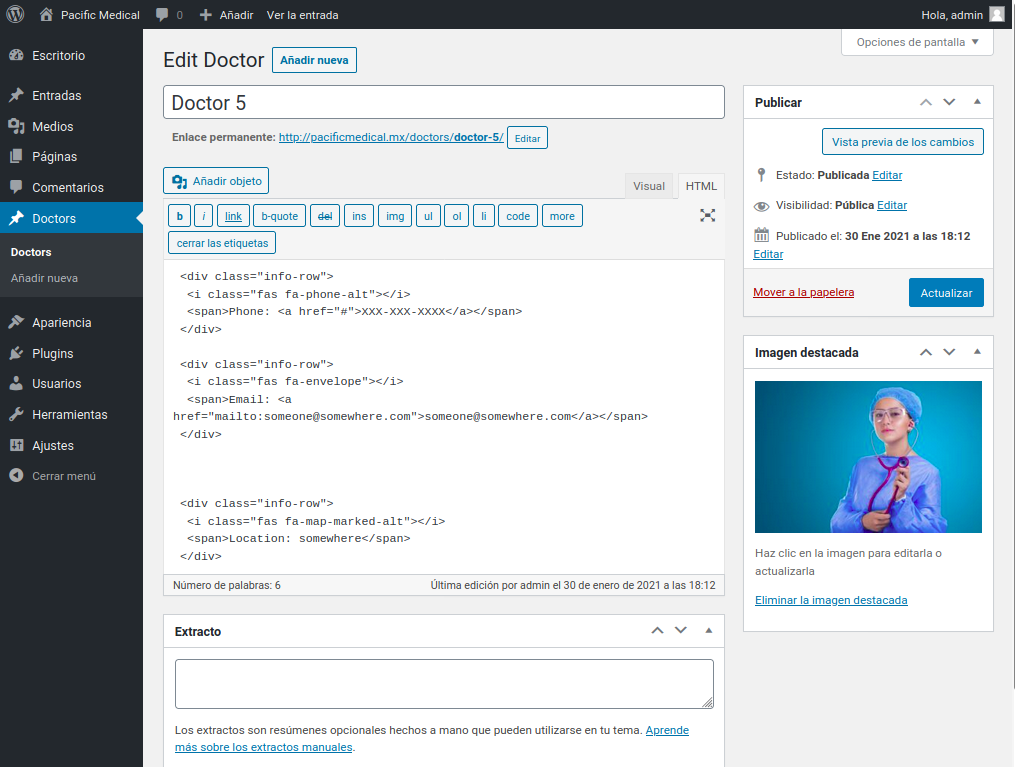 Pacific Medical 0 Añadir Ver la entrada Hola, admin
Opciones de pantalla
Escritorio
Entradas
Medios
Páginas
Comentarios
Doctors
Doctors
Añadir nueva
Apariencia
Plugins
Usuarios
Herramientas
Ajustes
Cerrar menú
Edit Doctor Añadir nueva
Doctor 5
Enlace permanente: http://pacificmedical.mx/doctors/doctor-5/ Editar
Añadir objeto
Visual HTML
b i link b-quote del ins img ul ol li code more
cerrar las etiquetas
<div class="info-row">
<i class="fas fa-phone-alt"></i>
<span>Phone: <a href="#">XXX-XXX-XXXX</a></span>
</div>
<div class="info-row">
<i class="fas fa-envelope"></i>
<span>Email: <a
href="mailto:someone@somewhere.com">someone@somewhere.com</a></span>
</div>
<div class="info-row">
<i class="fas fa-map-marked-alt"></i>
<span>Location: somewhere</span>
</div>
Número de palabras: 6 Última edición por admin el 30 de enero de 2021 a las 18:12
Extracto
Los extractos son resúmenes opcionales hechos a mano que pueden utilizarse en tu tema. Aprende
más sobre los extractos manuales.
Publicar
Vista previa de los cambios
Estado: Publicada Editar
Visibilidad: Pública Editar
Publicado el: 30 Ene 2021 a las 18:12
Editar
Mover a la papelera Actualizar
Imagen destacada
Haz clic en la imagen para editarla o
actualizarla
Eliminar la imagen destacada